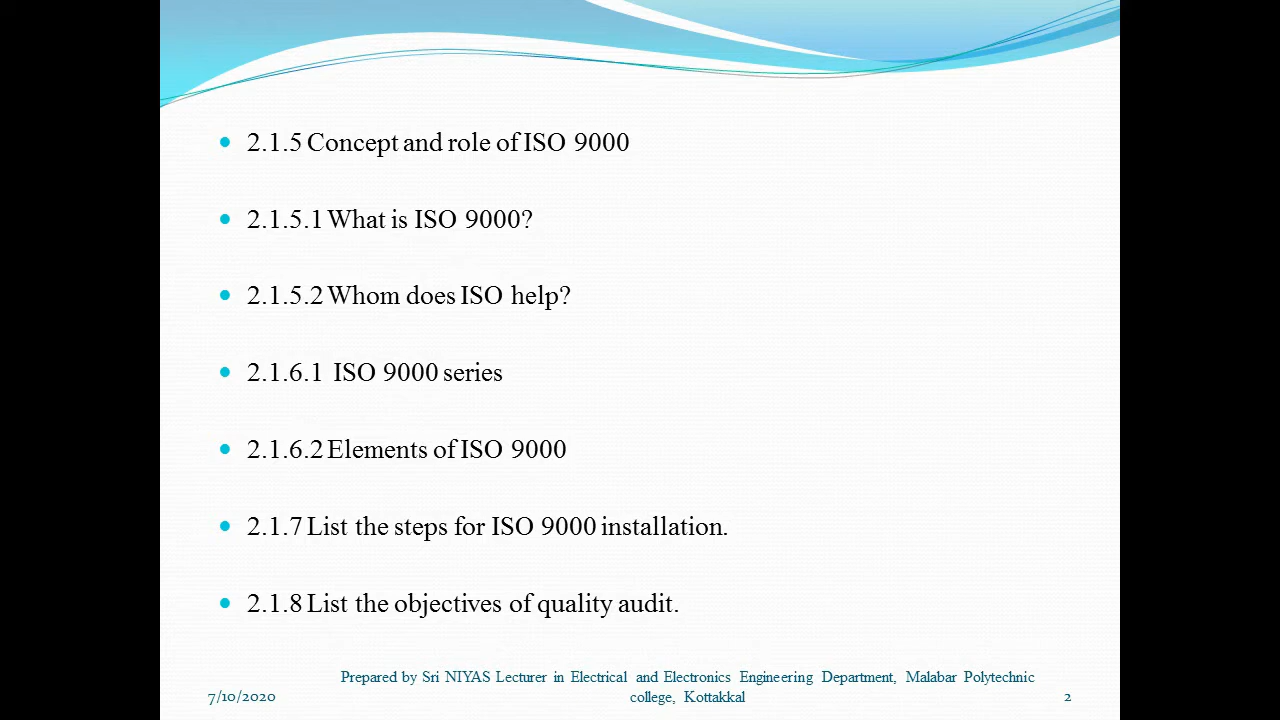 2.1.5 Concept and role of ISO 9000
2.1.5.1 What is ISO 9000?
2.1.5.2 Whom does ISO help?
2.1.6.1 ISO 9000 series
2.1.6.2 Elements of ISO 9000
2.1.7 List the steps for ISO 9000 installation.
2.1.8 List the objectives of quality audit.
Prepared by Sri NIYAS Lecturer in Electrical and Electronics Engineering Department, Malabar Polytechnic
7/10/2020 college, Kottakkal 2